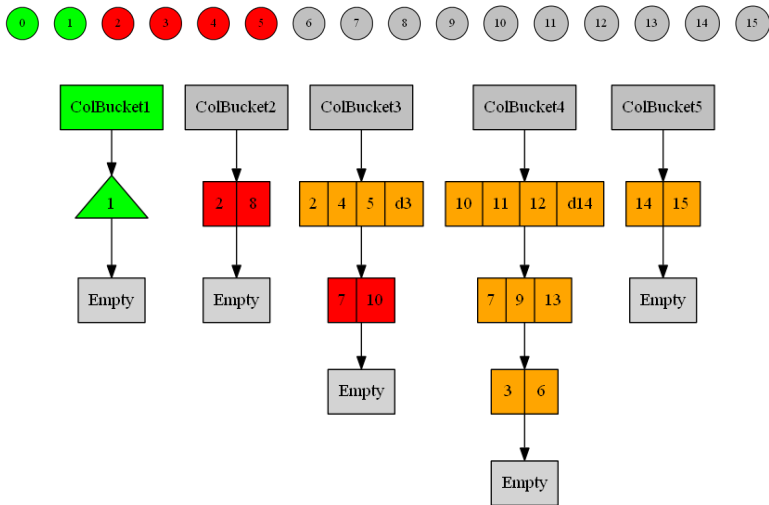 0 1 2 3 4 5 6 7 8 9 10 11 12 13 14 15
ColBucket1 ColBucket2 ColBucket3 ColBucket4 ColBucket5
1 2 8 2 4 5 d3 10 11 12 d14 14 15
Empty Empty 7 10 7 9 13 Empty
Empty 3 6
Empty